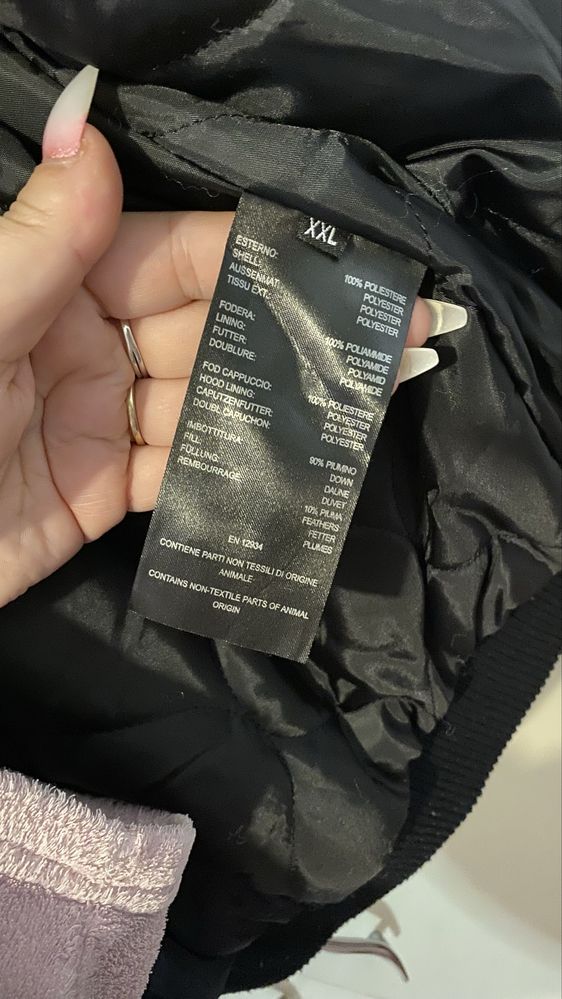 XXL
ESTERNO: 100% POLIESTERE
SHELL: POLYESTER
AUSSENMAT POLYESTER
TISSU EXT.: POLYESTER
FODERA: 100% POLIAMMIDE
LINING: POLYAMIDE
FUTTER: POLYAMID
DOUBLURE: POLYAMIDE
FOD CAPPUCCIO: 100% POLIESTERE
HOOD LINING: POLYESTER
CAPUTZENFUTTER: POLYESTER
DOUBL.CAPUCHON: POLYESTER
IMBOTTITURA: 90% PIUMINO
FILL: DOWN
FÜLLUNG: DAUNE
REMBOURRAGE: DUVET
10% PIUMA
FEATHERS
FETTER
PLUMES
EN 12934
CONTIENE PARTI NON TESSILI DI ORIGINE
ANIMALE
CONTAINS NON-TEXTILE PARTS OF ANIMAL
ORIGIN